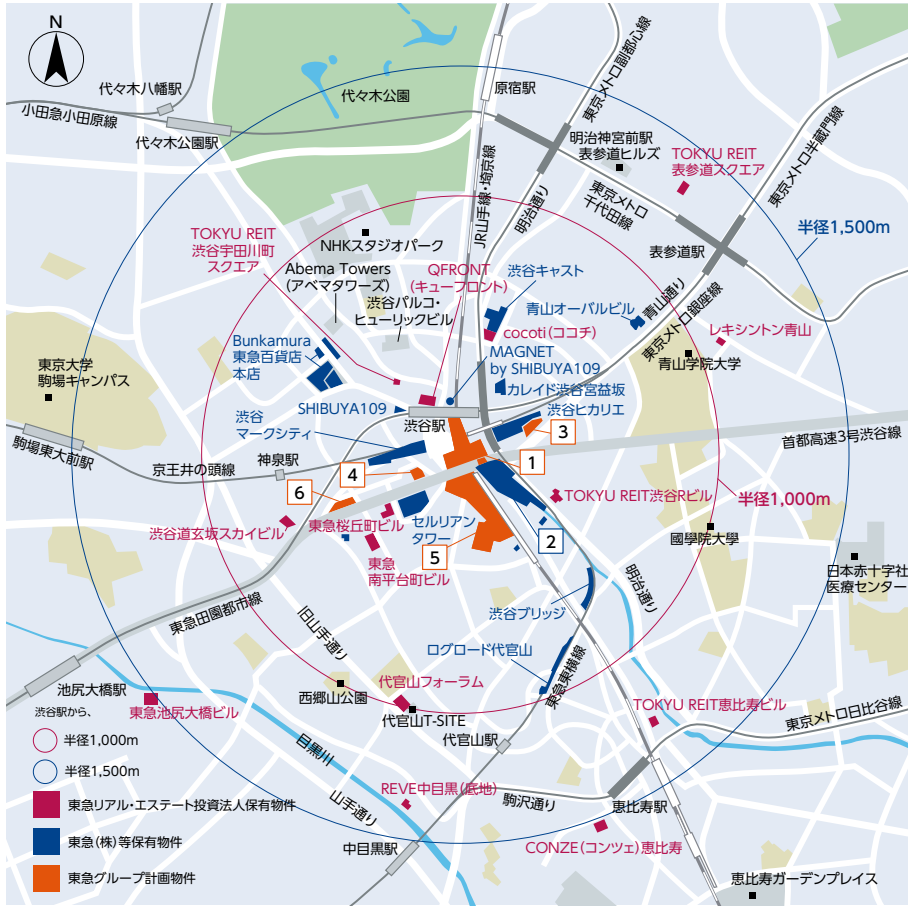 N
代々木八幡駅
小田急小田原線
代々木公園駅
代々木公園
原宿駅
東京メトロ副都心線
明治神宮前駅
表参道ヒルズ
TOKYU REIT
表参道スクエア
東京メトロ半蔵門線
東京メトロ
千代田線
JR山手線・埼京線
明治通り
表参道駅
半径1,500m
TOKYU REIT
渋谷宇田川町
スクエア
NHKスタジオパーク
Abema Towers
(アベマタワーズ)
渋谷パルコ・
ヒューリックビル
QFRONT
(キューフロント)
渋谷キャスト
青山オーバルビル
青山通り
東京メトロ銀座線
レキシントン青山
青山学院大学
cocoti(ココチ)
MAGNET
by SHIBUYA109
カレイド渋谷宮益坂
Bunkamura
東急百貨店
本店
東京大学
駒場キャンパス
SHIBUYA109
渋谷駅
渋谷ヒカリエ
渋谷
マークシティ
首都高速3号渋谷線
駒場東大前駅
京王井の頭線
神泉駅
1
2
3
4
5
6
TOKYU REIT渋谷Rビル
半径1,000m
渋谷道玄坂スカイビル
東急桜丘町ビル
セルリアン
タワー
東急
南平台町ビル
國學院大學
日本赤十字社
医療センター
明治通り
渋谷ブリッジ
東急田園都市線
旧山手通り
ログロード代官山
東急東横線
池尻大橋駅
東急池尻大橋ビル
西郷山公園
代官山フォーラム
代官山T-SITE
代官山駅
TOKYU REIT恵比寿ビル
東京メトロ日比谷線
目黒川
山手通り
REVE中目黒(底地)
駒沢通り
恵比寿駅
中目黒駅
CONZE(コンツェ)恵比寿
恵比寿ガーデンプレイス
渋谷駅から、
半径1,000m
半径1,500m
東急リアル・エステート投資法人保有物件
東急(株)等保有物件
東急グループ計画物件